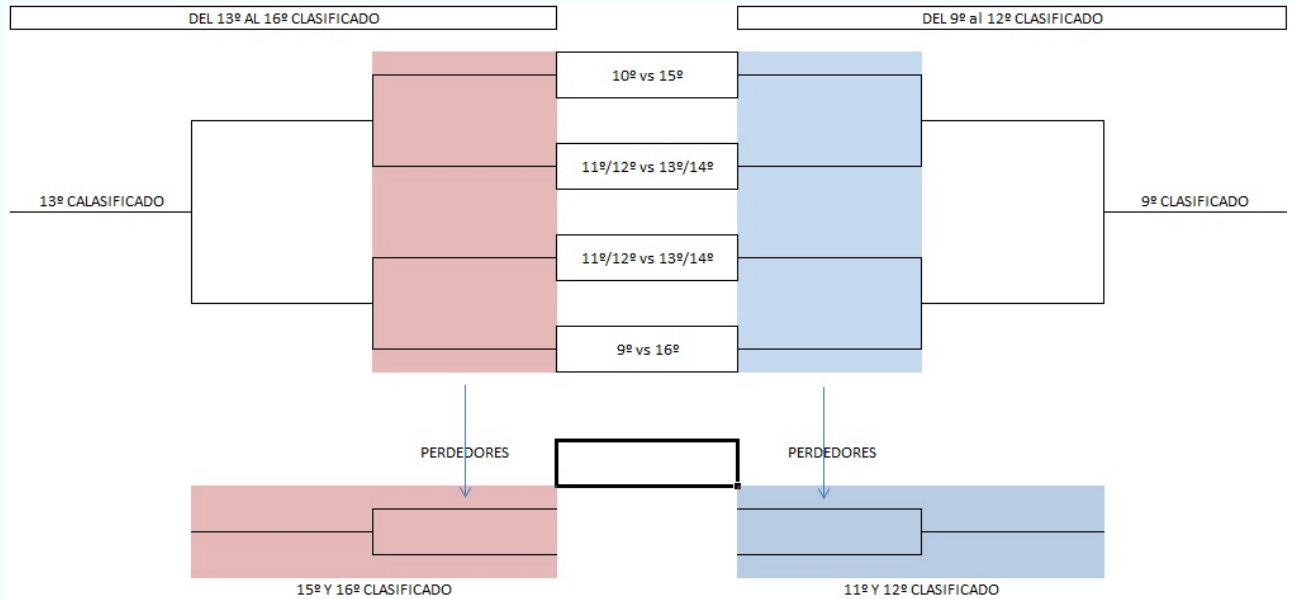 DEL 13º AL 16º CLASIFICADO
DEL 9º al 12º CLASIFICADO
10º vs 15º
11º/12º vs 13º/14º
13º CALASIFICADO
9º CLASIFICADO
11º/12º vs 13º/14º
9º vs 16º
PERDEDORES
PERDEDORES
15º Y 16º CLASIFICADO
11º Y 12º CLASIFICADO